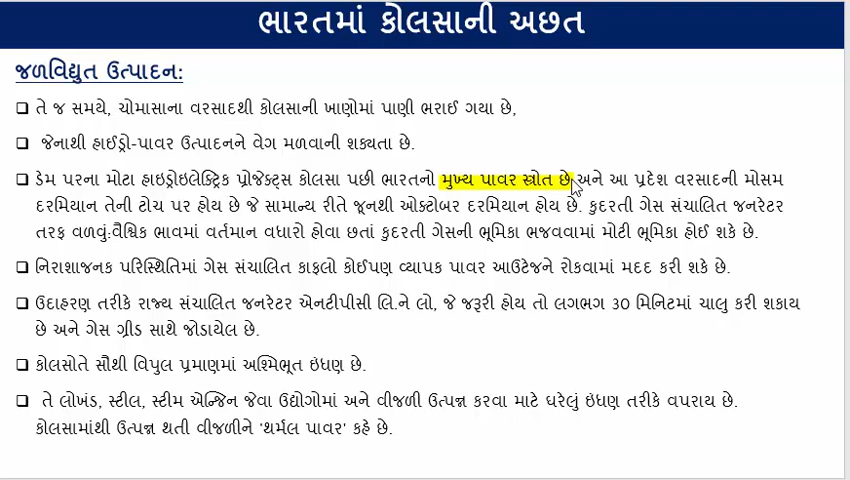 ભારતમાં કોલસાની અછત
જળવિદ્યુત ઉત્પાદન:
❑ તે જ સમયે, ચોમાસાના વરસાદથી કોલસાની ખાણોમાં પાણી ભરાઈ ગયા છે,
❑ જેનાથી હાઈડ્રો-પાવર ઉત્પાદનને વેગ મળવાની શક્યતા છે.
❑ ડેમ પરના મોટા હાઇડ્રોઇલેક્ટ્રિક પ્રોજેક્ટ્સ કોલસા પછી ભારતનો મુખ્ય પાવર સ્ત્રોત છે અને આ પ્રદેશ વરસાદની મોસમ
દરમિયાન તેની ટોચ પર હોય છે જે સામાન્ય રીતે જૂનથી ઓક્ટોબર દરમિયાન હોય છે. કુદરતી ગેસ સંચાલિત જનરેટર
તરફ વળવું:વૈશ્વિક ભાવમાં વર્તમાન વધારો હોવા છતાં કુદરતી ગેસની ભૂમિકા ભજવવામાં મોટી ભૂમિકા હોઈ શકે છે.
❑ નિરાશાજનક પરિસ્થિતિમાં ગેસ સંચાલિત કાફલો કોઈપણ વ્યાપક પાવર આઉટેજને રોકવામાં મદદ કરી શકે છે.
❑ ઉદાહરણ તરીકે રાજ્ય સંચાલિત જનરેટર એનટીપીસી લિ.ને લો, જે જરૂરી હોય તો લગભગ 30 મિનિટમાં ચાલુ કરી શકાય
છે અને ગેસ ગ્રીડ સાથે જોડાયેલ છે.
❑ કોલસોતે સૌથી વિપુલ પ્રમાણમાં અશ્મિભૂત ઇંધણ છે.
❑ તે લોખંડ, સ્ટીલ, સ્ટીમ એન્જિન જેવા ઉદ્યોગોમાં અને વીજળી ઉત્પન્ન કરવા માટે ઘરેલું ઇંધણ તરીકે વપરાય છે.
કોલસામાંથી ઉત્પન્ન થતી વીજળીને 'થર્મલ પાવર' કહે છે.